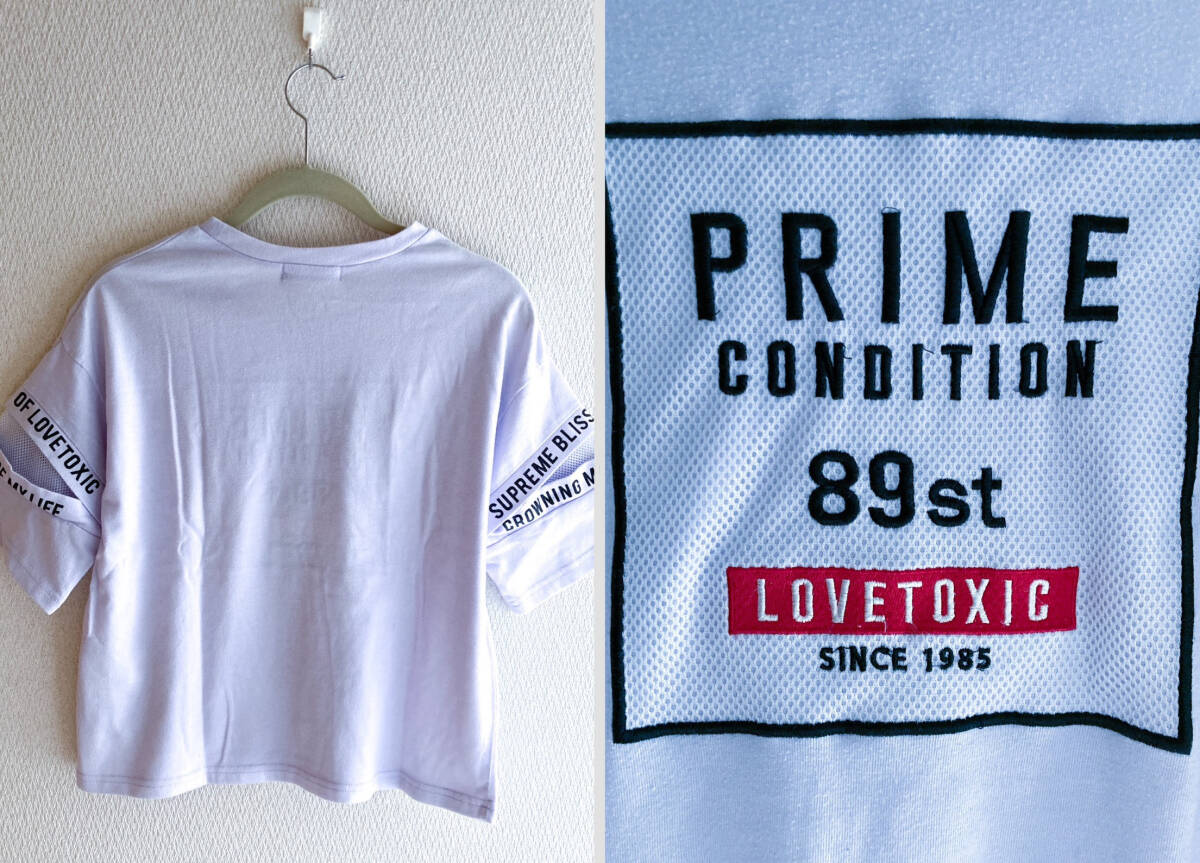 OF LOVETOXIC
MY LIFE
SUPREME BLISS
CROWNING
PRIME
CONDITION
89st
LOVETOXIC
SINCE 1985